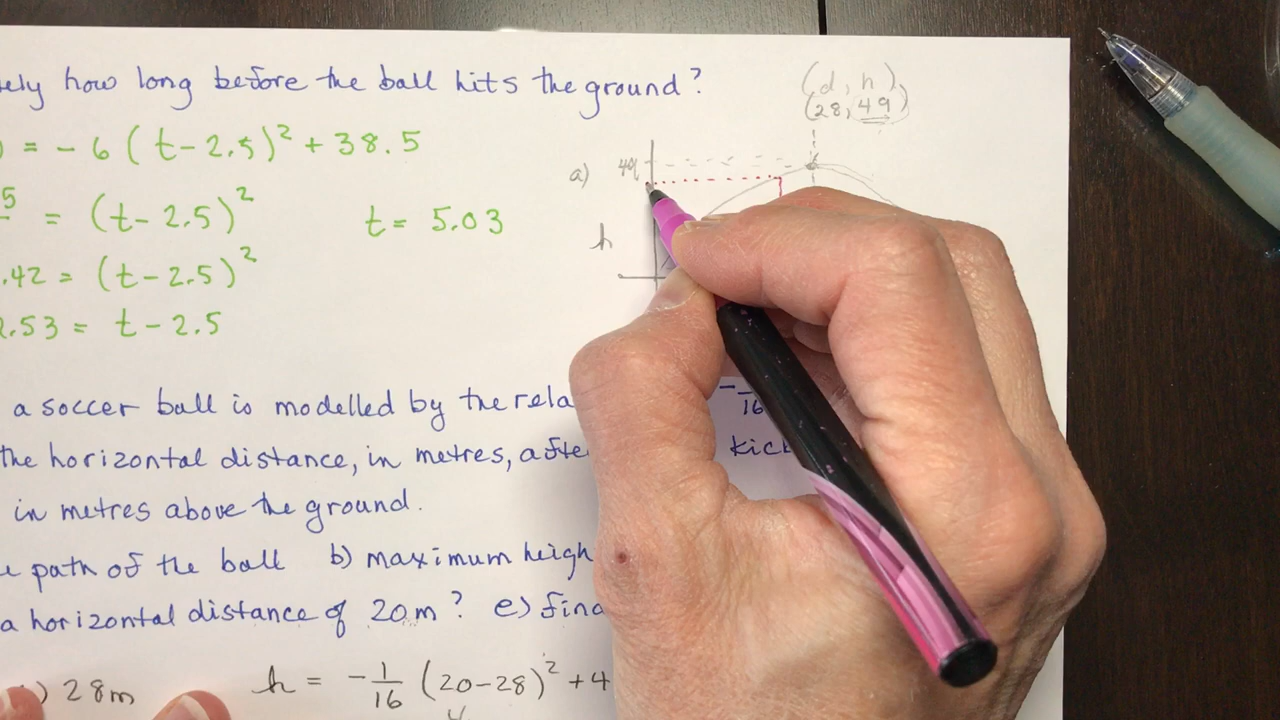 how long before the ball hits the ground?
(d, h)
(28, 49)
= -6(t-2.5)² + 38.5
a) 49
5 = (t-2.5)²
t = 5.03
h
.42 = (t-2.5)²
2.53 = t-2.5
a soccer ball is modelled by the rela - 16
the horizontal distance, in metres, afte kick
in metres above the ground.
path of the ball b) maximum heigh
a horizontal distance of 20m? e) find
) 28m h = -1/16 (20-28)² + 4